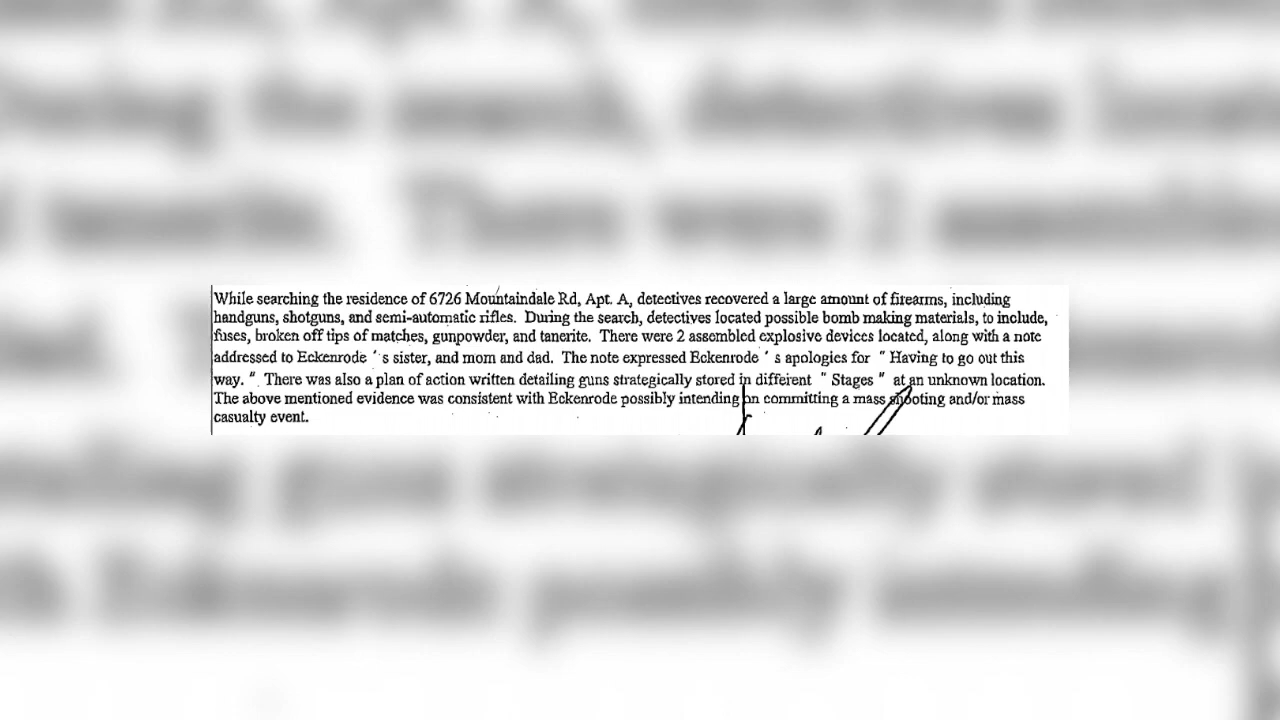 While searching the residence of 6726 Mountaindale Rd, Apt. A, detectives recovered a large amount of firearms, including
handguns, shotguns, and semi-automatic rifles. During the search, detectives located possible bomb making materials, to include,
fuses, broken off tips of matches, gunpowder, and tanerite. There were 2 assembled explosive devices located, along with a note
addressed to Eckenrode ' s sister, and mom and dad. The note expressed Eckenrode ' s apologies for " Having to go out this
way. " There was also a plan of action written detailing guns strategically stored in different " Stages " at an unknown location.
The above mentioned evidence was consistent with Eckenrode possibly intending on committing a mass shooting and/or mass
casualty event.